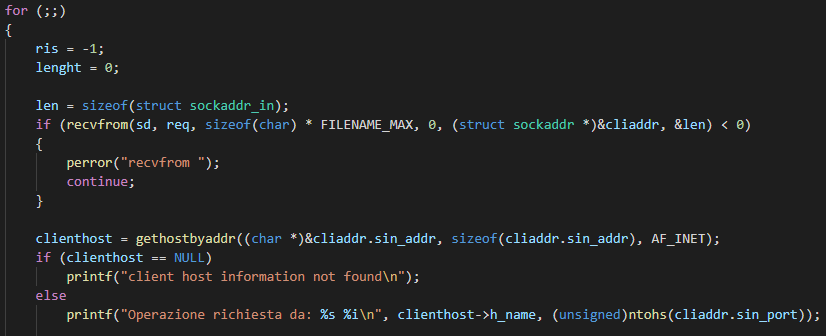 for (;;)
{
ris = -1;
lenght = 0;
len = sizeof(struct sockaddr_in);
if (recvfrom(sd, req, sizeof(char) * FILENAME_MAX, 0, (struct sockaddr *)&cliaddr, &len) < 0)
{
perror("recvfrom ");
continue;
}
clienthost = gethostbyaddr((char *)&cliaddr.sin_addr, sizeof(cliaddr.sin_addr), AF_INET);
if (clienthost == NULL)
printf("client host information not found\n");
else
printf("Operazione richiesta da: %s %i\n", clienthost->h_name, (unsigned)ntohs(cliaddr.sin_port));